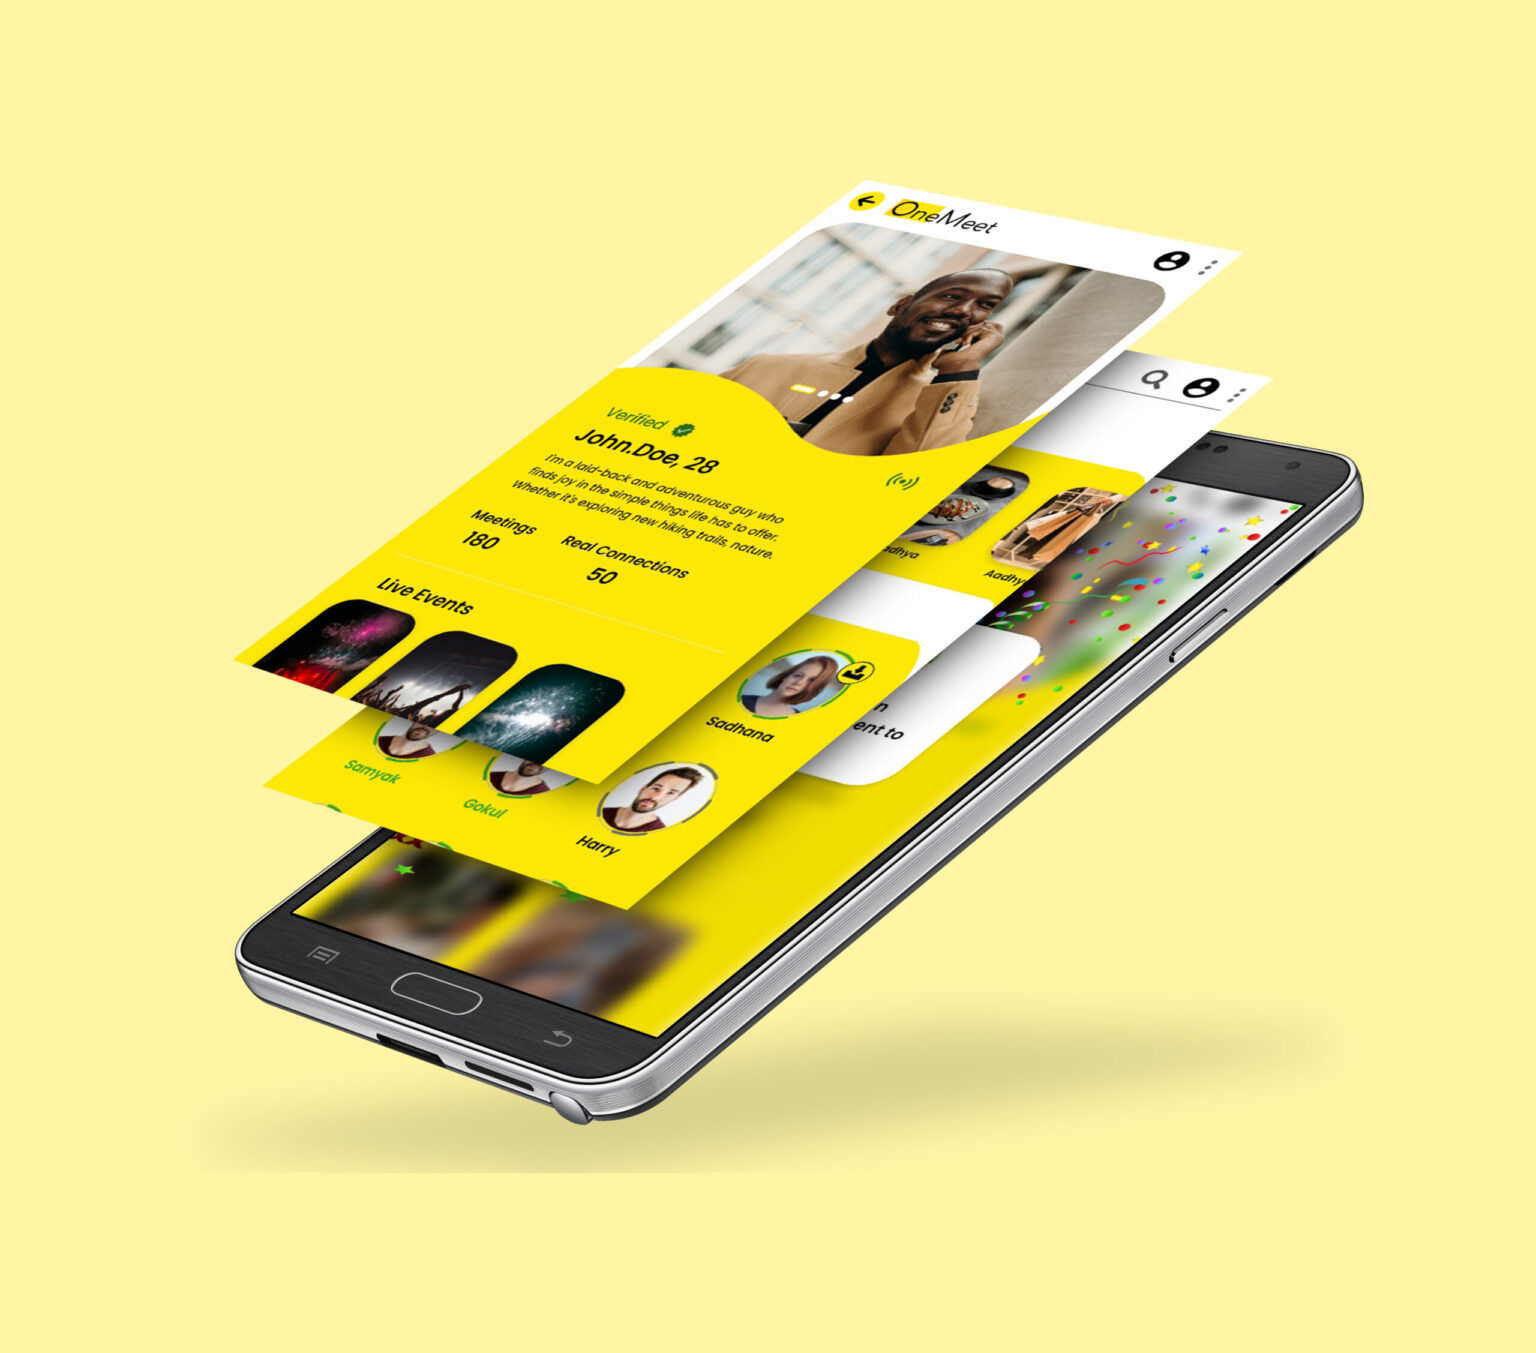 OneMeet
Verified
John.Doe, 28
I'm a laid-back and adventurous guy who
finds joy in the simple things life has to offer.
Whether it's exploring new hiking trails, nature.
Meetings
180
Real Connections
50
Live Events
adhya
Aadhy
Sadhana
Samyak
Gokul
Harry
n
ent to